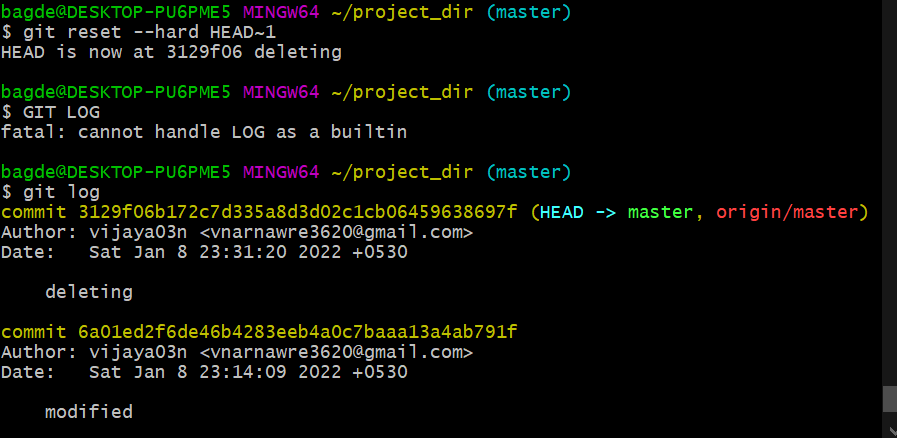 bagde@DESKTOP-PU6PME5 MINGW64 ~/project_dir (master)
$ git reset --hard HEAD~1
HEAD is now at 3129f06 deleting
bagde@DESKTOP-PU6PME5 MINGW64 ~/project_dir (master)
$ GIT LOG
fatal: cannot handle LOG as a builtin
bagde@DESKTOP-PU6PME5 MINGW64 ~/project_dir (master)
$ git log
commit 3129f06b172c7d335a8d3d02c1cb06459638697f (HEAD -> master, origin/master)
Author: vijaya03n <vnarnawre3620@gmail.com>
Date:   Sat Jan 8 23:31:20 2022 +0530
    deleting
commit 6a01ed2f6de46b4283eeb4a0c7baaa13a4ab791f
Author: vijaya03n <vnarnawre3620@gmail.com>
Date:   Sat Jan 8 23:14:09 2022 +0530
    modified